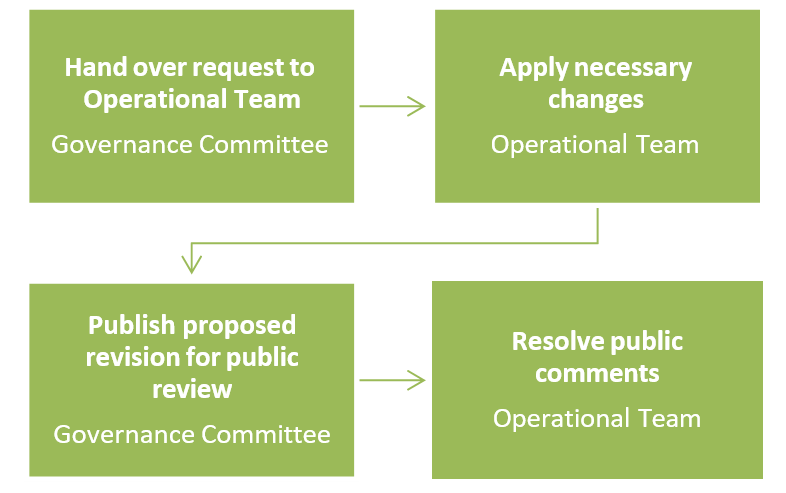 Hand over request to
Operational Team
Governance Committee
Apply necessary
changes
Operational Team
Publish proposed
revision for public
review
Governance Committee
Resolve public
comments
Operational Team